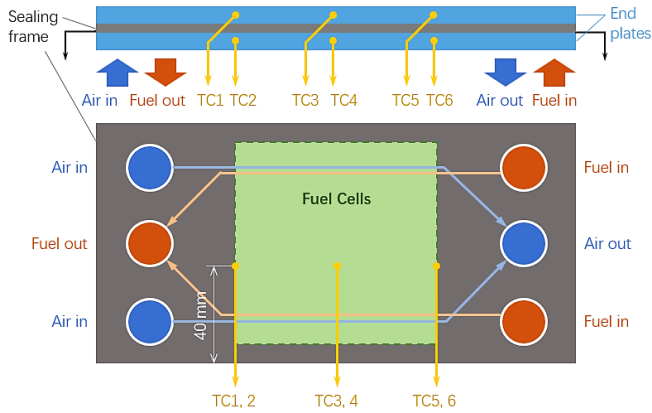 Sealing
frame
End
plates
Air in
Fuel out
TC1
TC2
TC3
TC4
TC5
TC6
Air out
Fuel in
Air in
Fuel in
Fuel Cells
Fuel out
Air out
40 mm
Air in
Fuel in
TC1, 2
TC3, 4
TC5, 6